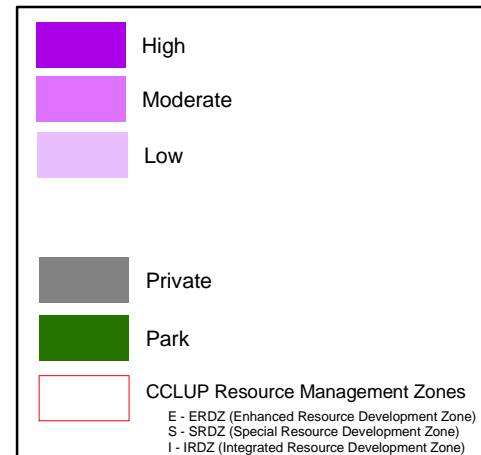 High
Moderate
Low
Private
Park
CCLUP Resource Management Zones
E - ERDZ (Enhanced Resource Development Zone)
S - SRDZ (Special Resource Development Zone)
I - IRDZ (Integrated Resource Development Zone)